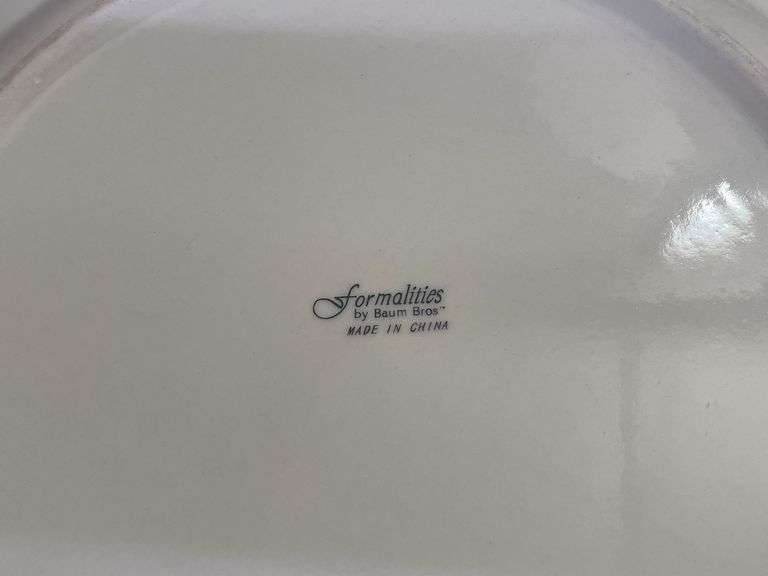 Formalities
by Baum Bros™
MADE IN CHINA